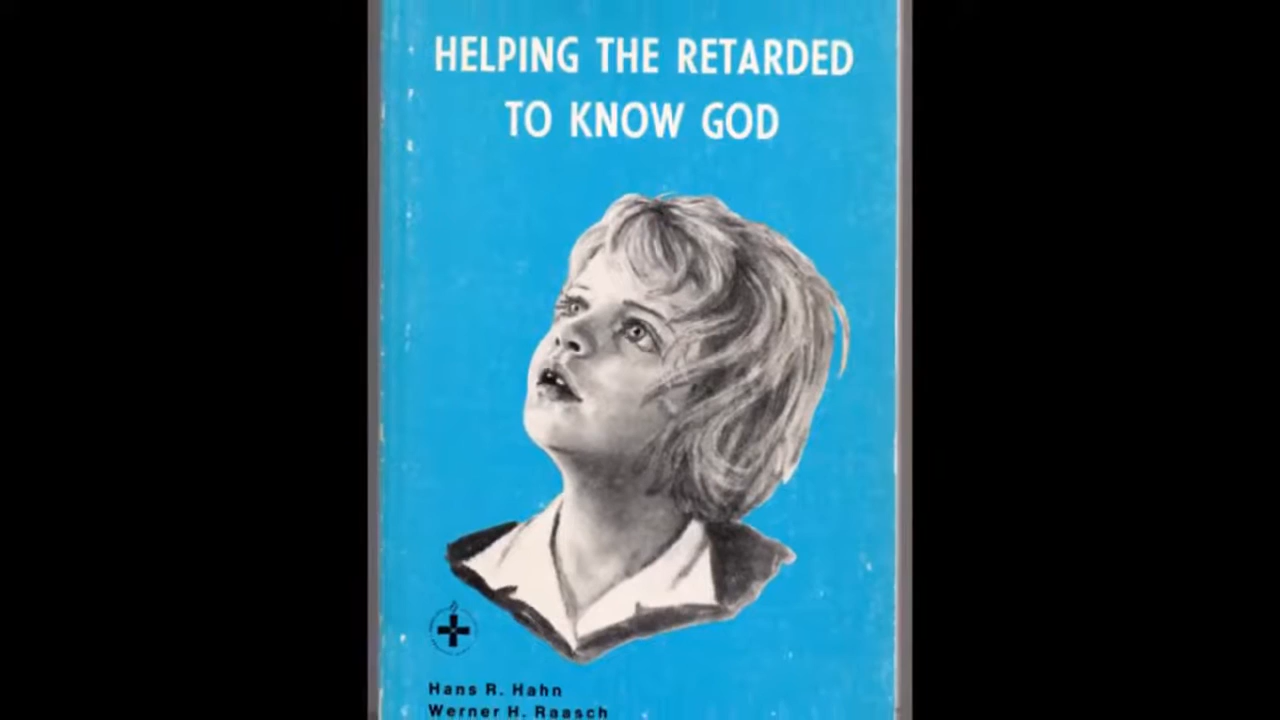 HELPING THE RETARDED
TO KNOW GOD
Hans R. Hahn
Werner H. Raasch